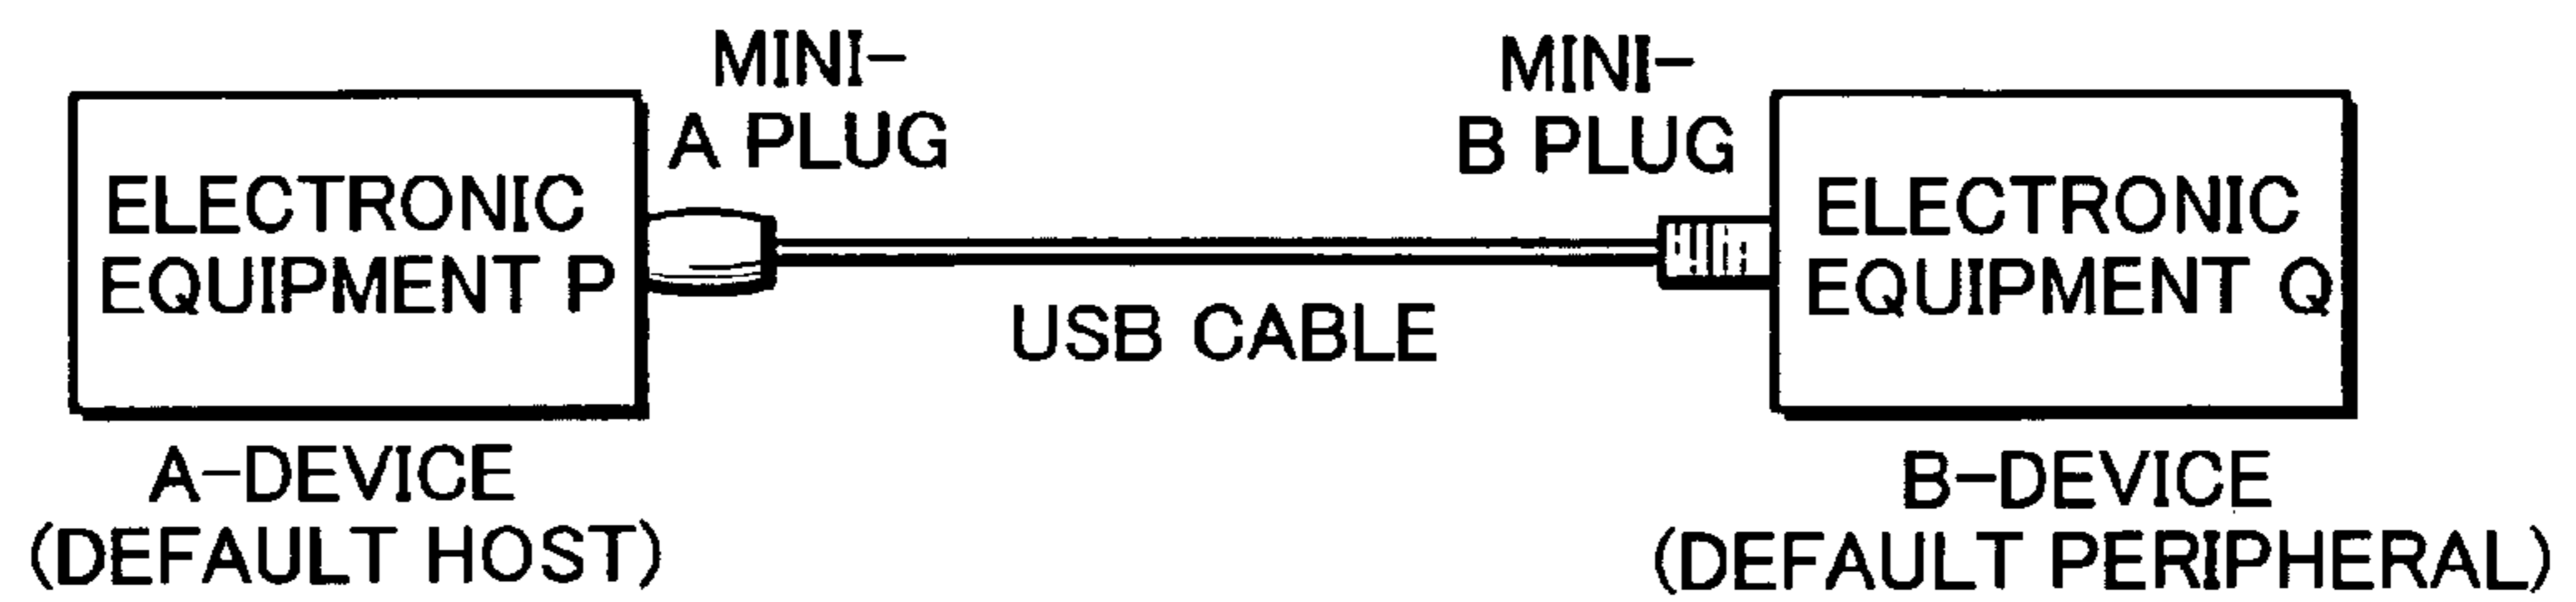 MINI-
A PLUG
MINI-
B PLUG
ELECTRONIC
EQUIPMENT P
ELECTRONIC
EQUIPMENT Q
USB CABLE
A-DEVICE
(DEFAULT HOST)
B-DEVICE
(DEFAULT PERIPHERAL)